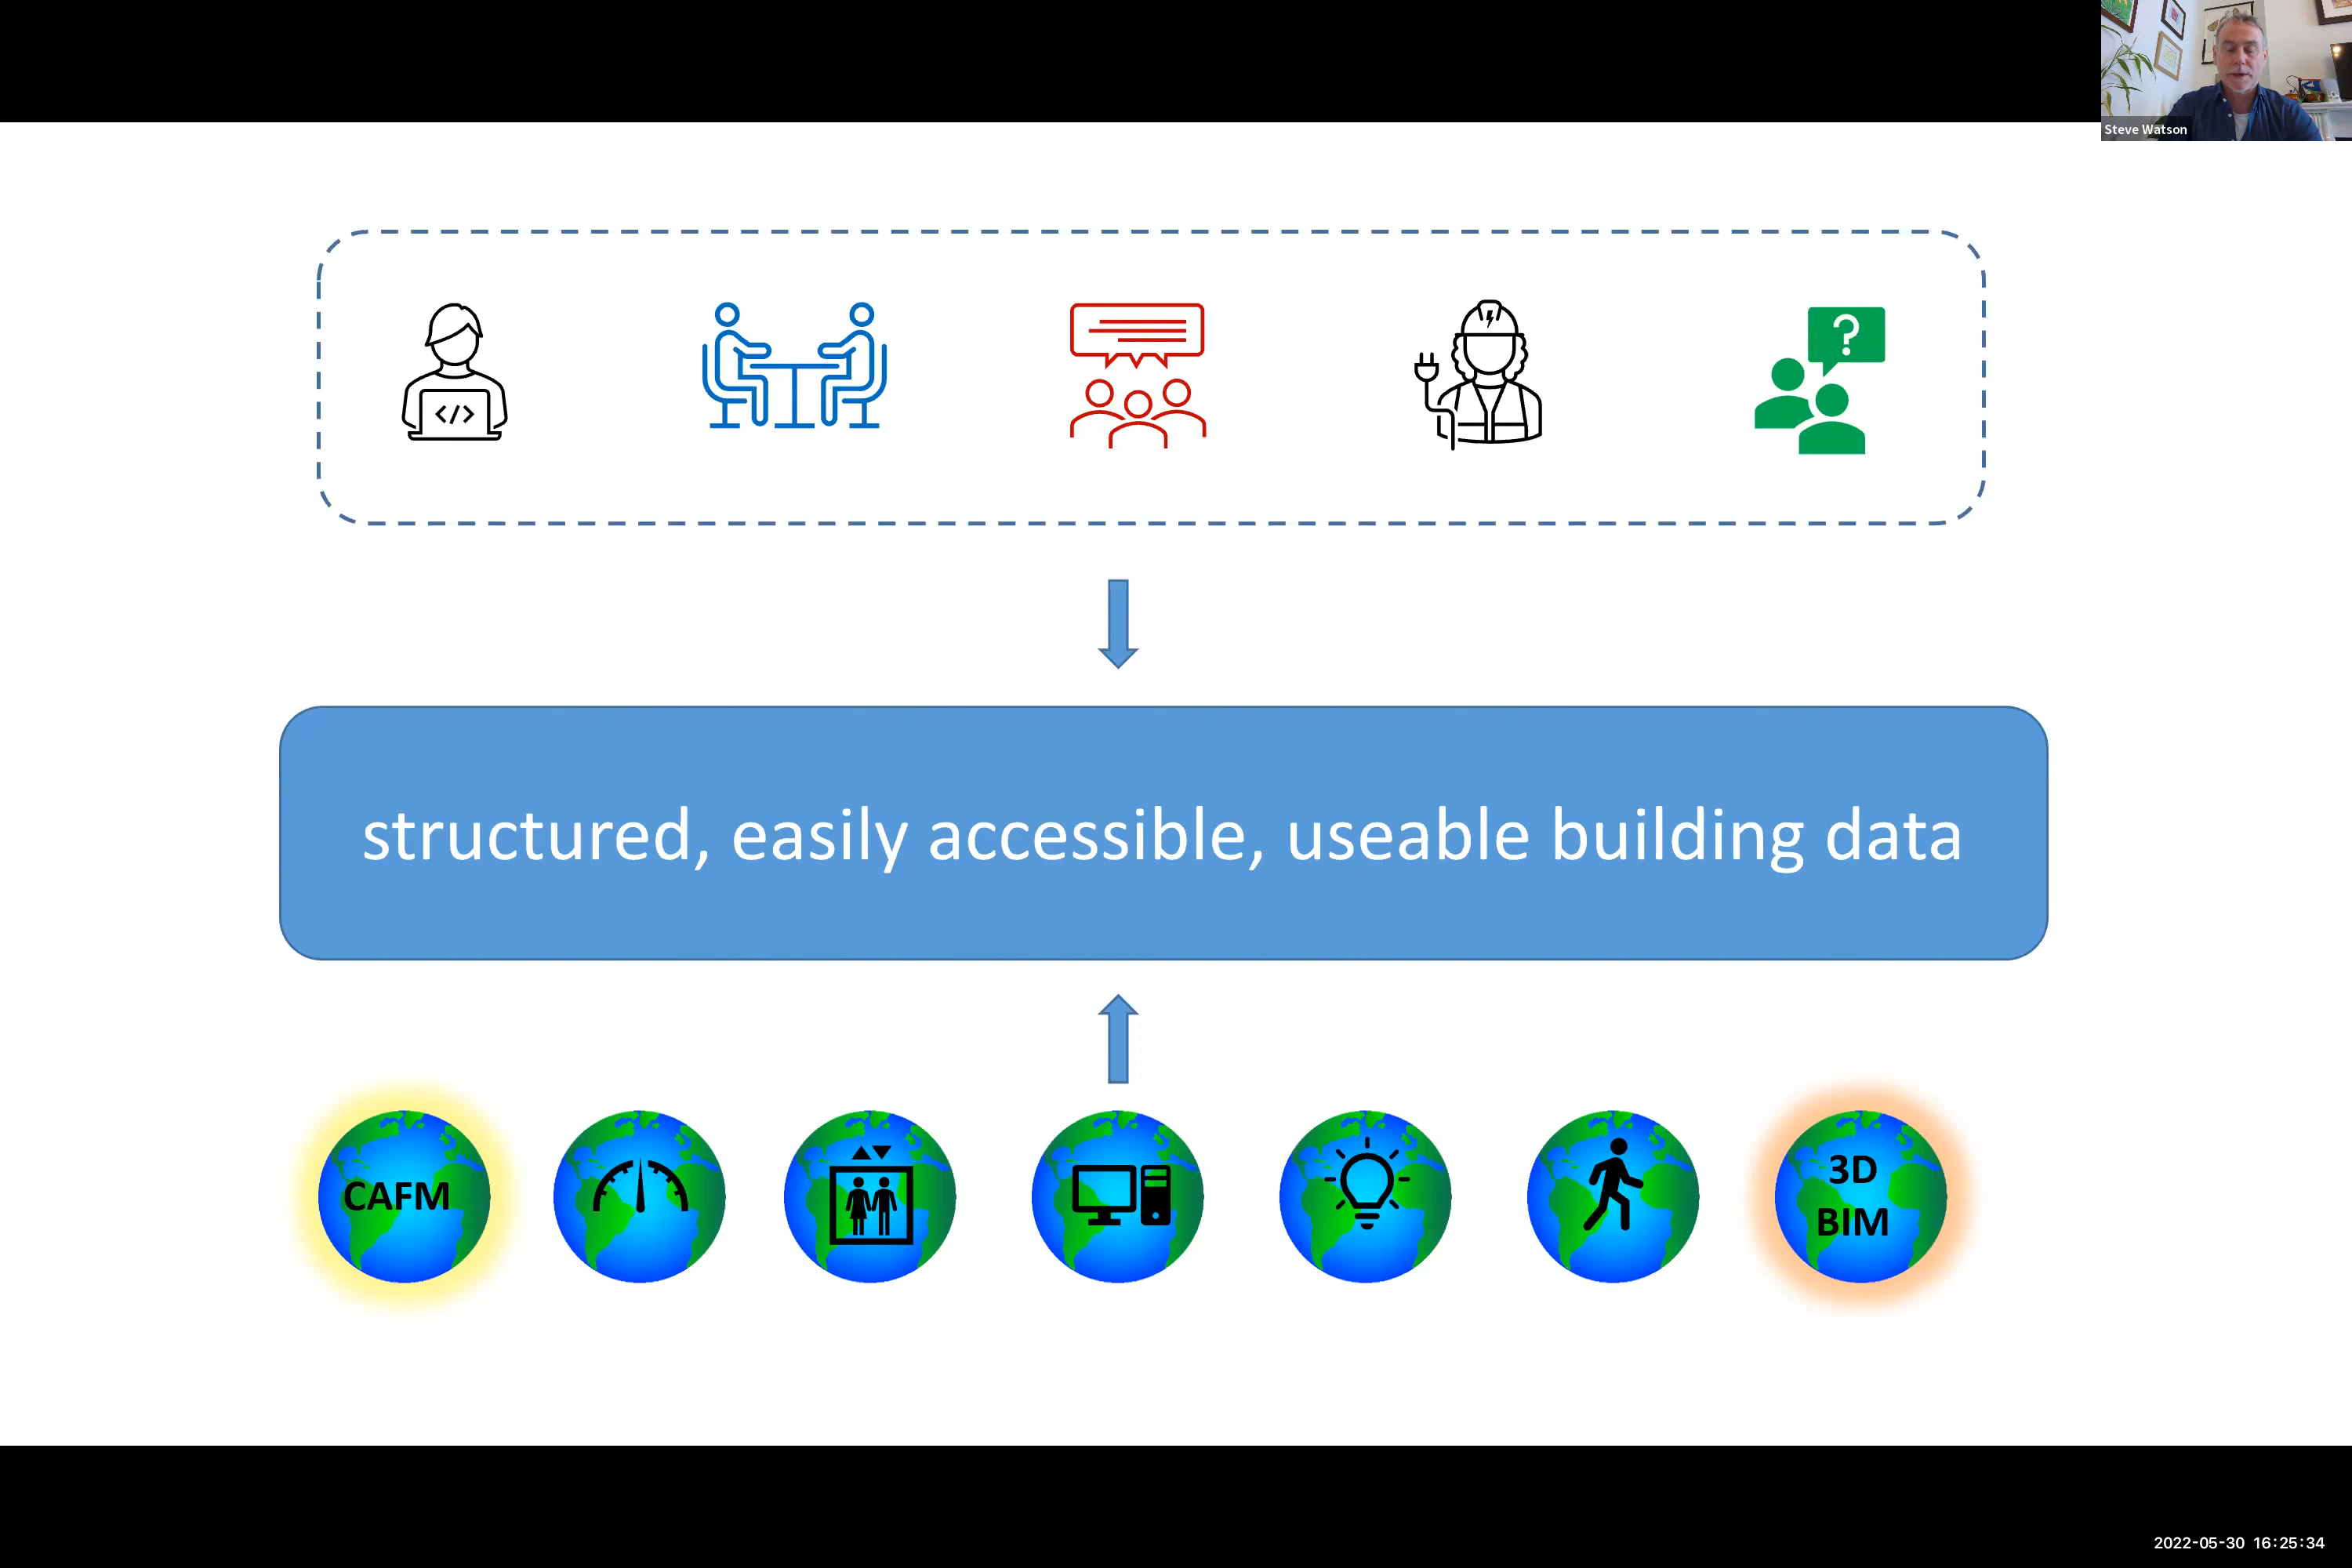 Steve Watson
</>
?
structured, easily accessible, useable building data
CAFM
3D
BIM
2022-05-30 16:25:34